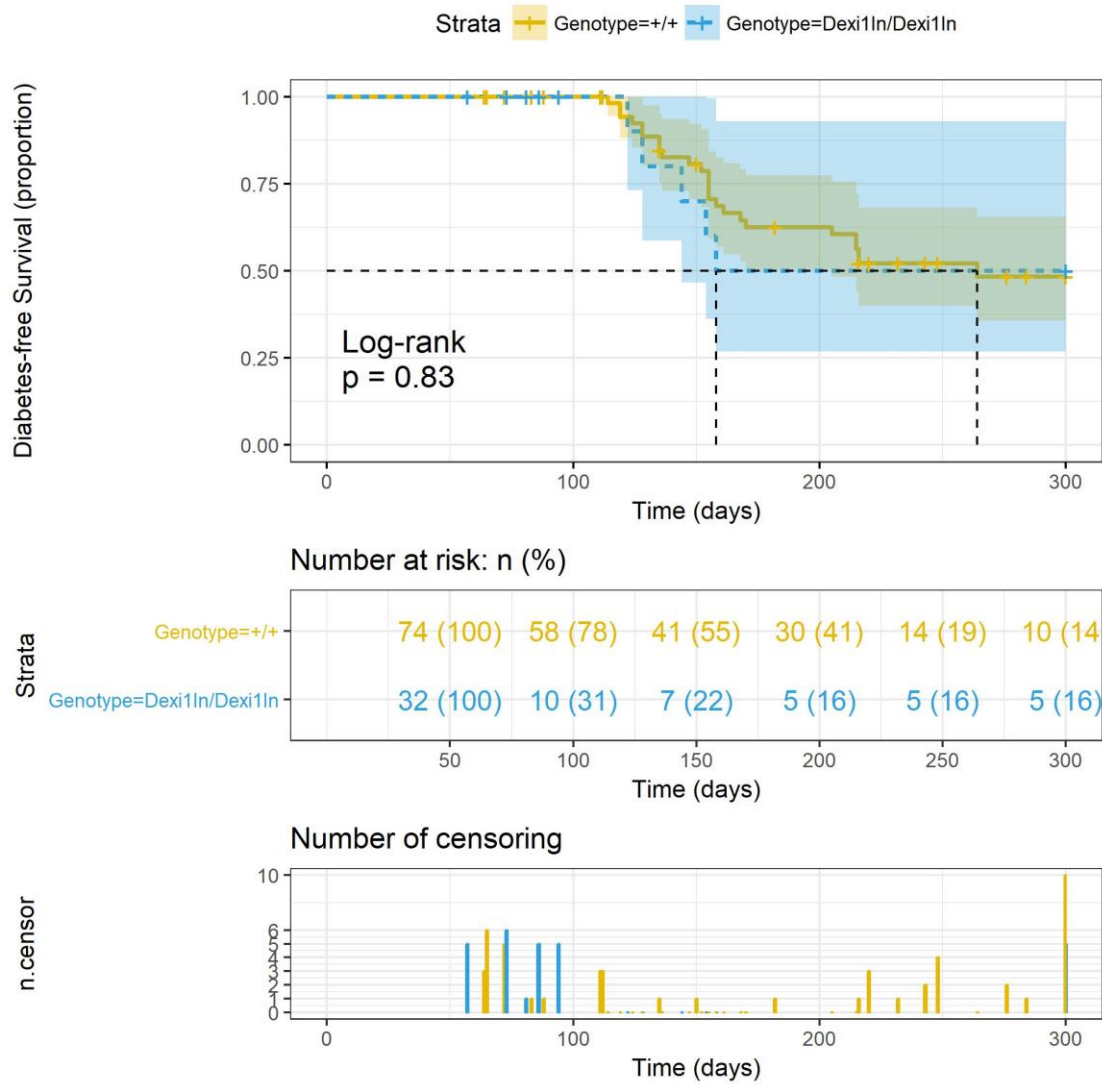 Strata Genotype=+/+ Genotype=Dexi1In/Dexi1In
Diabetes-free Survival (proportion)
1.00
0.75
0.50
0.25
0.00
Log-rank
p = 0.83
0 100 200 300
Time (days)
Number at risk: n (%)
Strata
Genotype=+/+ 74 (100) 58 (78) 41 (55) 30 (41) 14 (19) 10 (14
Genotype=Dexi1In/Dexi1In 32 (100) 10 (31) 7 (22) 5 (16) 5 (16) 5 (16)
50 100 150 200 250 300
Time (days)
Number of censoring
n.censor
10
6
5
4
3
2
1
0
0 100 200 300
Time (days)